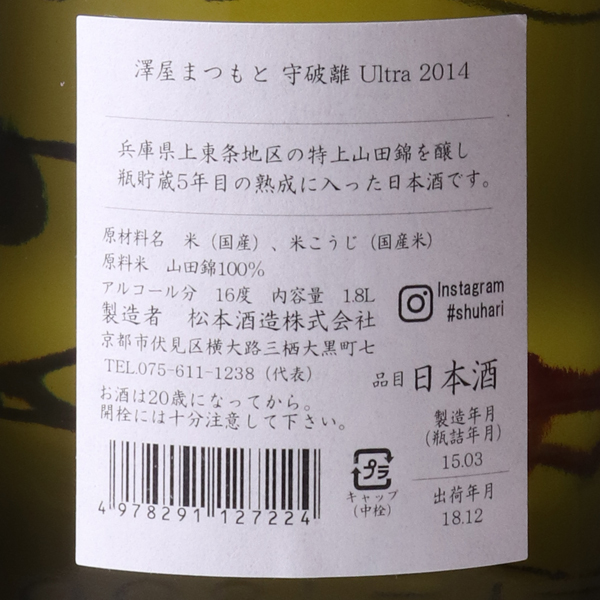 澤屋まつもと 守破離 Ultra 2014
兵庫県上東条地区の特上山田錦を醸し
瓶貯蔵5年目の熟成に入った日本酒です。
原材料名 米（国産）、米こうじ（国産米）
原料米 山田錦100%
アルコール分 16度 内容量 1.8L
製造者 松本酒造株式会社
京都市伏見区横大路三栖大黒町七
TEL.075-611-1238（代表）
お酒は20歳になってから。
開栓には十分注意して下さい。
Instagram
#shuhari
品目 日本酒
製造年月
（瓶詰年月）
15.03
出荷年月
18.12
プラ
キャップ
（中栓）
4 978291 127224